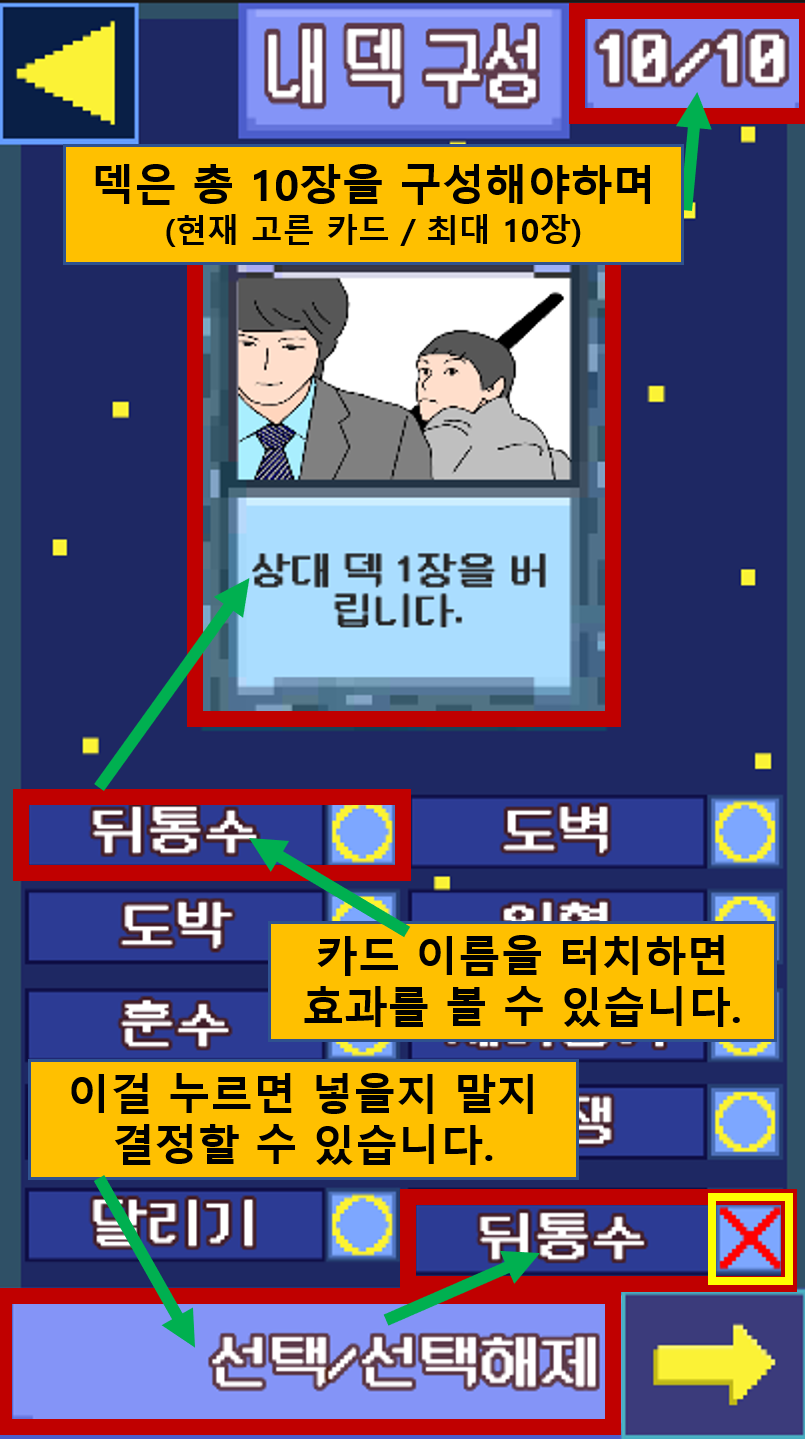 내 덱 구성
10/10
덱은 총 10장을 구성해야하며
(현재 고른 카드 / 최대 10장)
상대 덱 1장을 버
립니다.
뒤통수
도벽
도박
카드 이름을 터치하면
효과를 볼 수 있습니다.
훈수
이걸 누르면 넣을지 말지
결정할 수 있습니다.
달리기
뒤통수
선택/선택해제